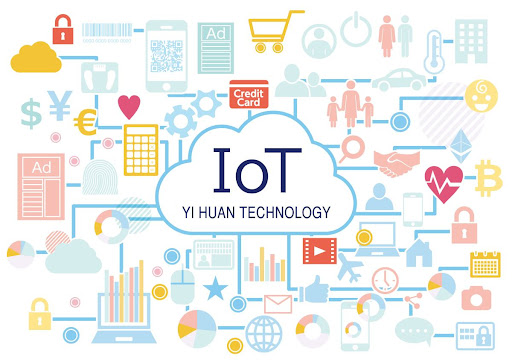 Ad
Credit
Card
Ad
IoT
YI HUAN TECHNOLOGY